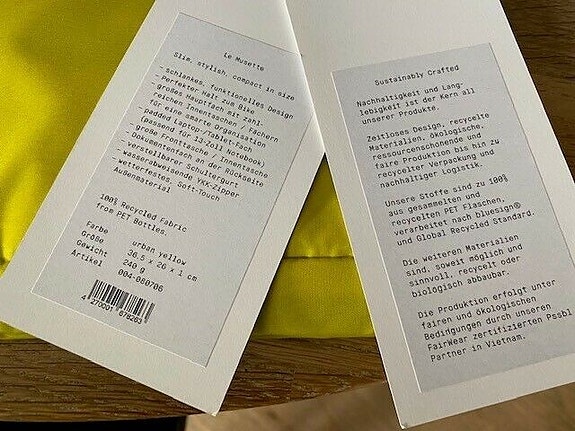 Le Musette
Slim, stylish, compact in size
- schlankes, funktionelles Design
- Perfekter Halt zum Bike
- großes Hauptfach mit zahl-
reichen Innentaschen / Fächern
für eine smarte Organisation
- padded Laptop-/Tablet-Fach
(passend für 13-Zoll Notebook)
- große Fronttasche / Innentasche
- Dokumentenfach an der Rückseite
- verstellbarer Schultergurt
- wasserabweisende YKK-Zipper
- wetterfestes, Soft-Touch
Außenmaterial
100% Recycled Fabric
from PET Bottles.
Farbe urban yellow
Größe 36,5 x 26 x 1 cm
Gewicht 240 g
Artikel 004-080706
4 270001 878263
Sustainably Crafted
Nachhaltigkeit und Lang-
lebigkeit ist der Kern all
unserer Produkte.
Zeitloses Design, recycelte
Materialien, ökologische,
ressourcenschonende und
faire Produktion bis hin zu
recycelter Verpackung und
nachhaltiger Logistik.
Unsere Stoffe sind zu 100%
aus gesammelten und
recycelten PET Flaschen,
verarbeitet nach bluesign®
und Global Recycled Standard.
Die weiteren Materialien
sind, soweit möglich und
sinnvoll, recycelt oder
biologisch abbaubar.
Die Produktion erfolgt unter
fairen und ökologischen
Bedingungen durch unseren
FairWear zertifizierten Pssbl
Partner in Vietnam.